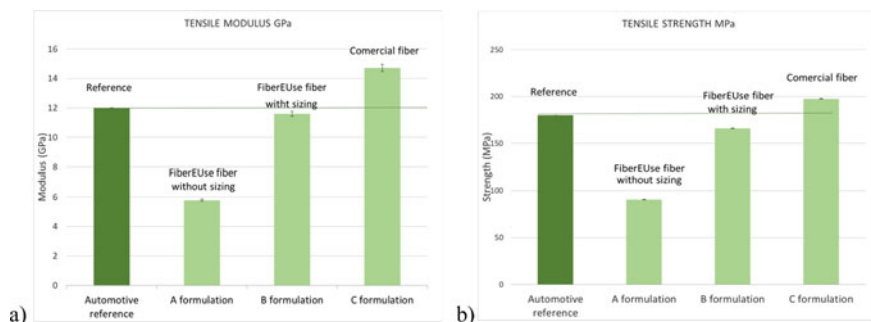 TENSILE MODULUS GPa
16
14
12
10
8
6
4
2
0
Modulus (GPa)
Reference
FiberEUse fiber
without sizing
FiberEUse fiber
witht sizing
Comercial fiber
Automotive
reference
A formulation
B formulation
C formulation
a)
TENSILE STRENGTH MPa
250
200
150
100
50
0
Strength (MPa)
Reference
FiberEUse fiber
without sizing
FiberEUse fiber
with sizing
Comercial fiber
Automotive
reference
A formulation
B formulation
C formulation
b)